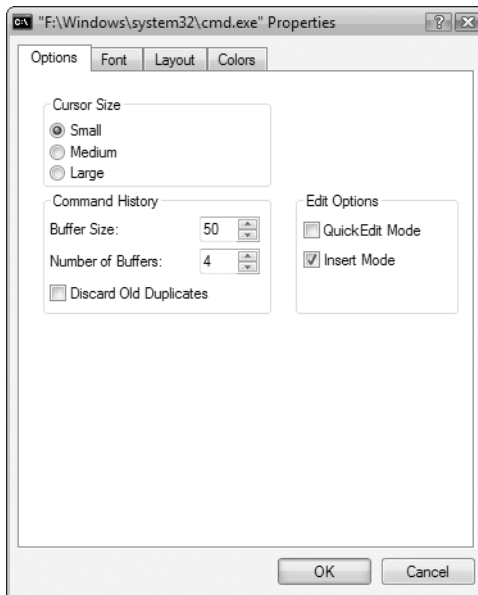 "F:\Windows\system32\cmd.exe" Properties
Options Font Layout Colors
Cursor Size
Small
Medium
Large
Command History
Buffer Size: 50
Number of Buffers: 4
Discard Old Duplicates
Edit Options
QuickEdit Mode
Insert Mode
OK Cancel